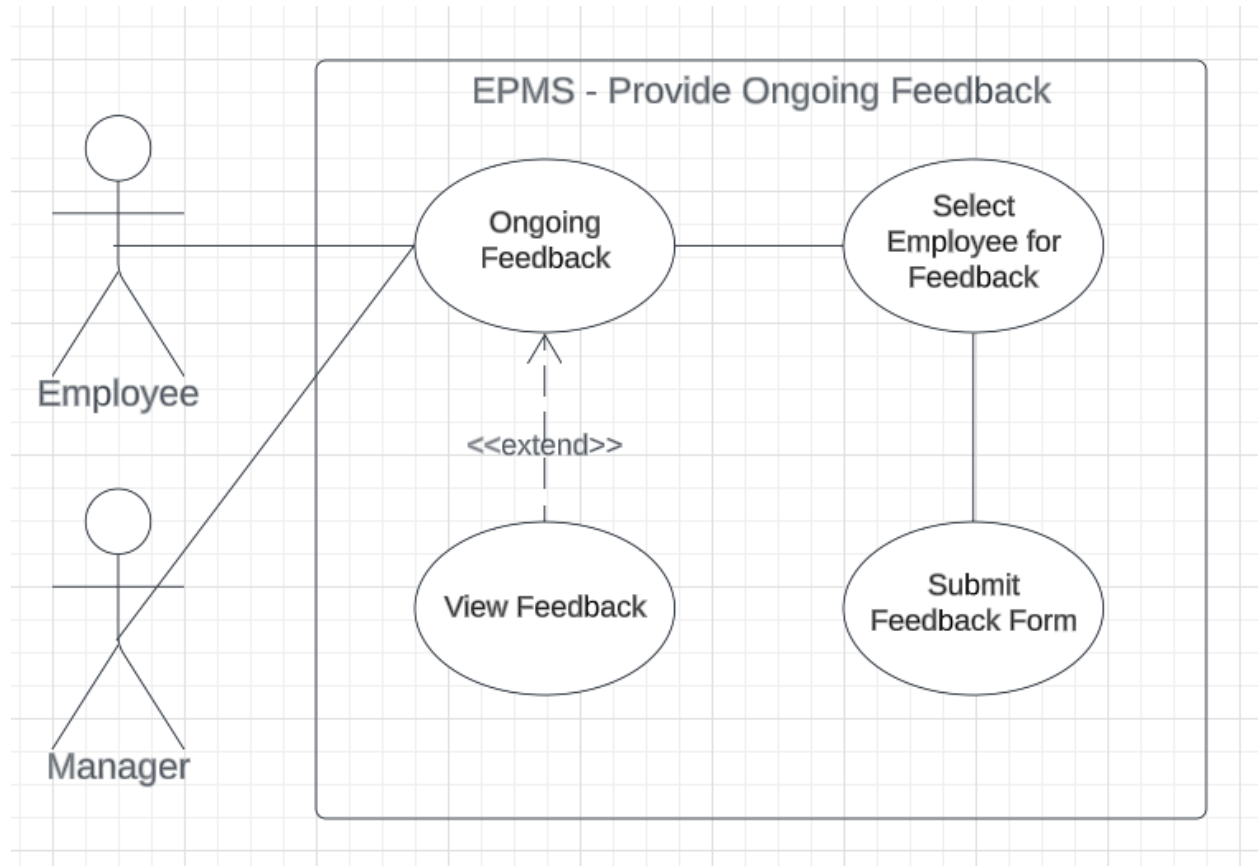 EPMS - Provide Ongoing Feedback
Ongoing
Feedback
Select
Employee for
Feedback
Employee
<<extend>>
View Feedback
Submit
Feedback Form
Manager